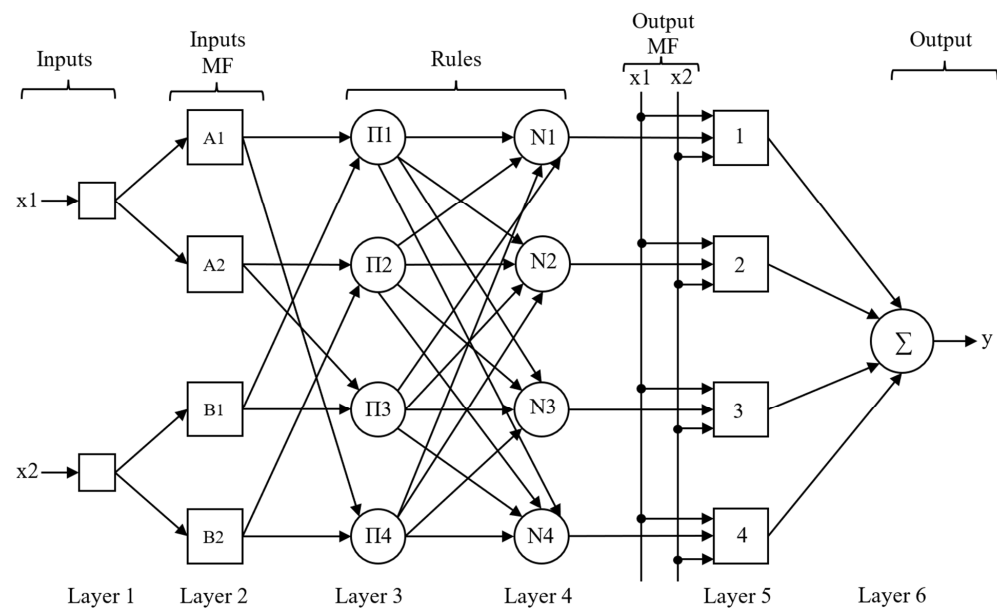 Inputs
Inputs
MF
Rules
Output
MF
x1 x2
Output
A1
Π1
N1
1
x1
A2
Π2
N2
2
Σ
y
B1
Π3
N3
3
x2
B2
Π4
N4
4
Layer 1
Layer 2
Layer 3
Layer 4
Layer 5
Layer 6